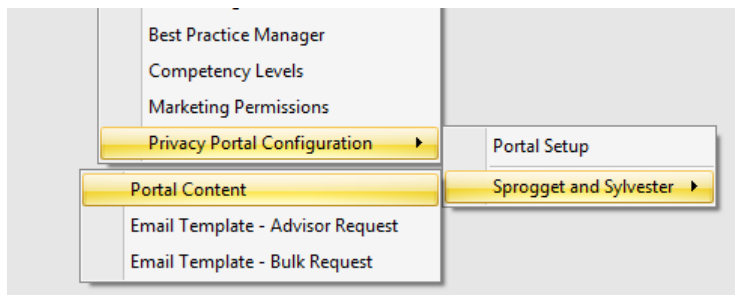 Best Practice Manager
Competency Levels
Marketing Permissions
Privacy Portal Configuration
Portal Setup
Sprogget and Sylvester
Portal Content
Email Template - Advisor Request
Email Template - Bulk Request